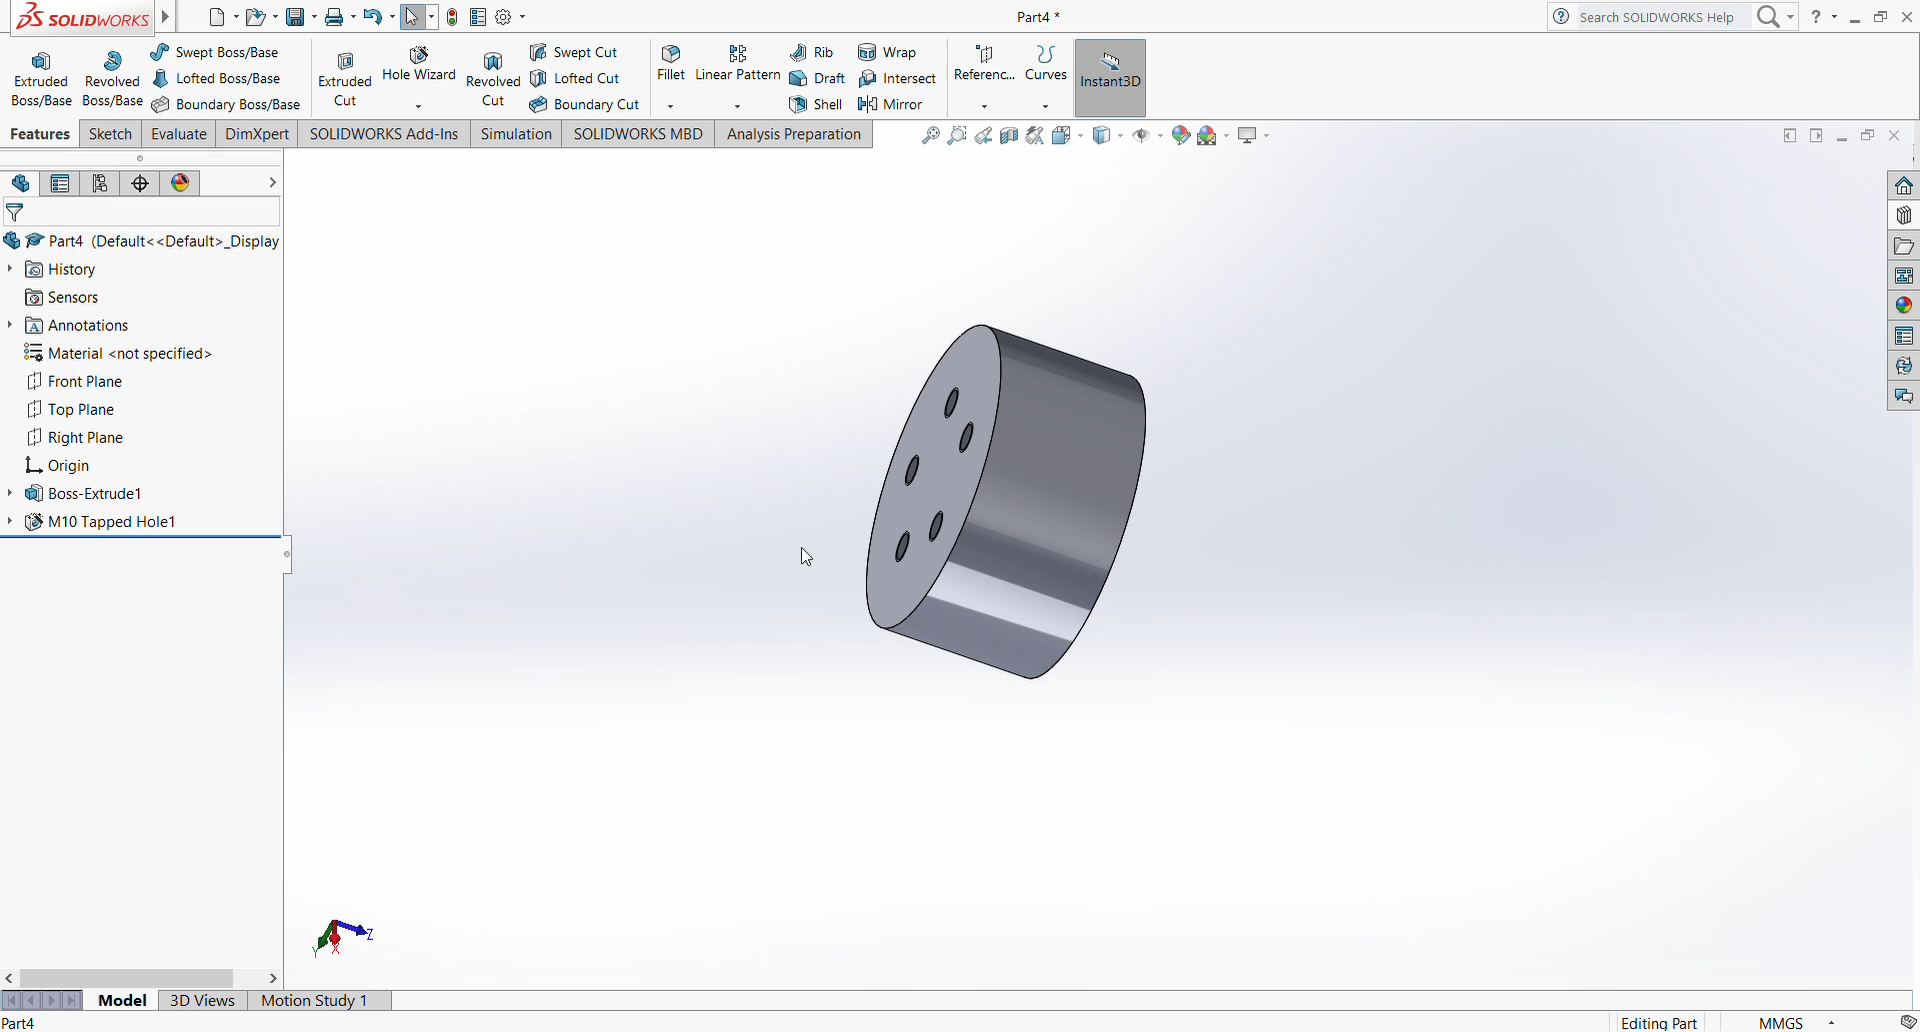 SOLIDWORKS
Part4 *
Search SOLIDWORKS Help
Extruded Boss/Base
Revolved Boss/Base
Swept Boss/Base
Lofted Boss/Base
Boundary Boss/Base
Extruded Cut
Hole Wizard
Revolved Cut
Swept Cut
Lofted Cut
Boundary Cut
Fillet
Linear Pattern
Rib
Draft
Shell
Wrap
Intersect
Mirror
Referenc...
Curves
Instant3D
Features
Sketch
Evaluate
DimXpert
SOLIDWORKS Add-Ins
Simulation
SOLIDWORKS MBD
Analysis Preparation
Part4 (Default<<Default>_Display
History
Sensors
Annotations
Material <not specified>
Front Plane
Top Plane
Right Plane
Origin
Boss-Extrude1
M10 Tapped Hole1
Y
X
Z
Model
3D Views
Motion Study 1
Part4
Editing Part
MMGS